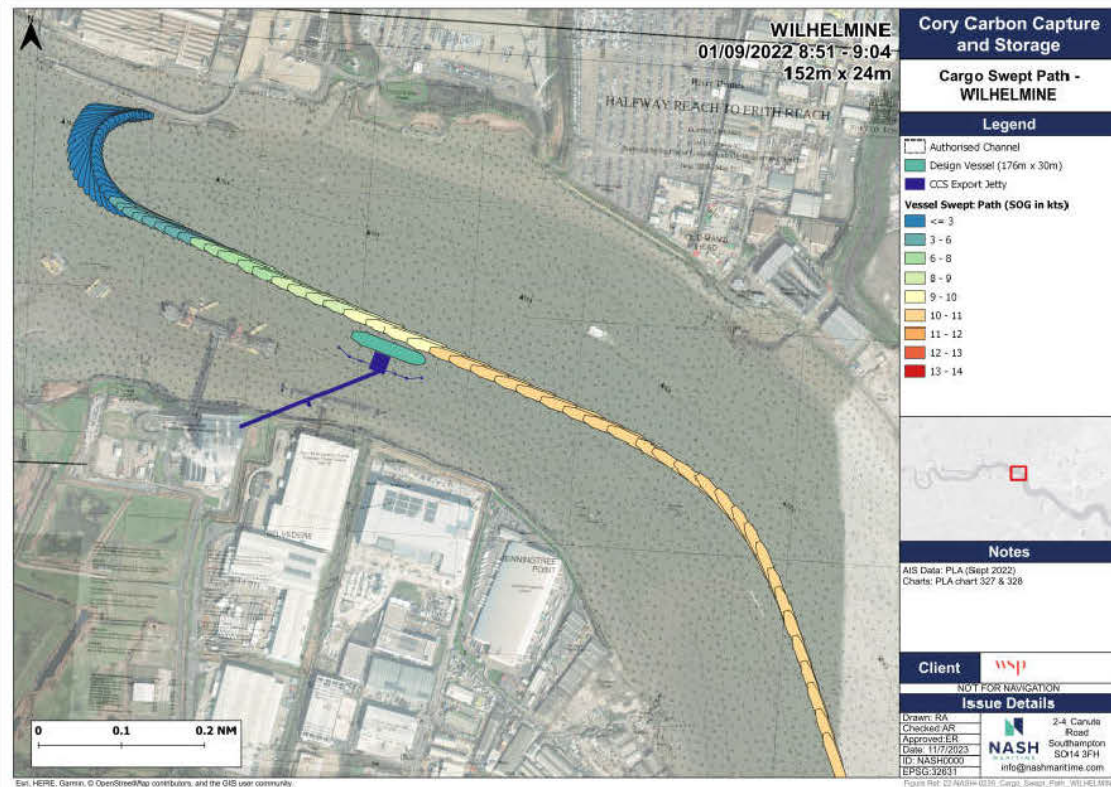 WILHELMINE
01/09/2022 8:51 - 9:04
152m x 24m
HALFWAY REACH TO ERITH REACH
BELVEDERE
JENNINGTREE
POINT
0 0.1 0.2 NM
Esri, HERE, Garmin, © OpenStreetMap contributors, and the GIS user community
Cory Carbon Capture
and Storage
Cargo Swept Path -
WILHELMINE
Legend
Authorised Channel
Design Vessel (176m x 30m)
CCS Export Jetty
Vessel Swept Path (SOG in kts)
<= 3
3 - 6
6 - 8
8 - 9
9 - 10
10 - 11
11 - 12
12 - 13
13 - 14
Notes
AIS Data: PLA (Sept 2022)
Charts: PLA chart 327 & 328
Client
wsp
NOT FOR NAVIGATION
Issue Details
Drawn: RA
Checked:AR
Approved:ER
Date: 11/7/2023
ID: NASH0000
EPSG:32631
NASH
MARITIME
2-4 Canute
Road
Southampton
SO14 3FH
info@nashmaritime.com